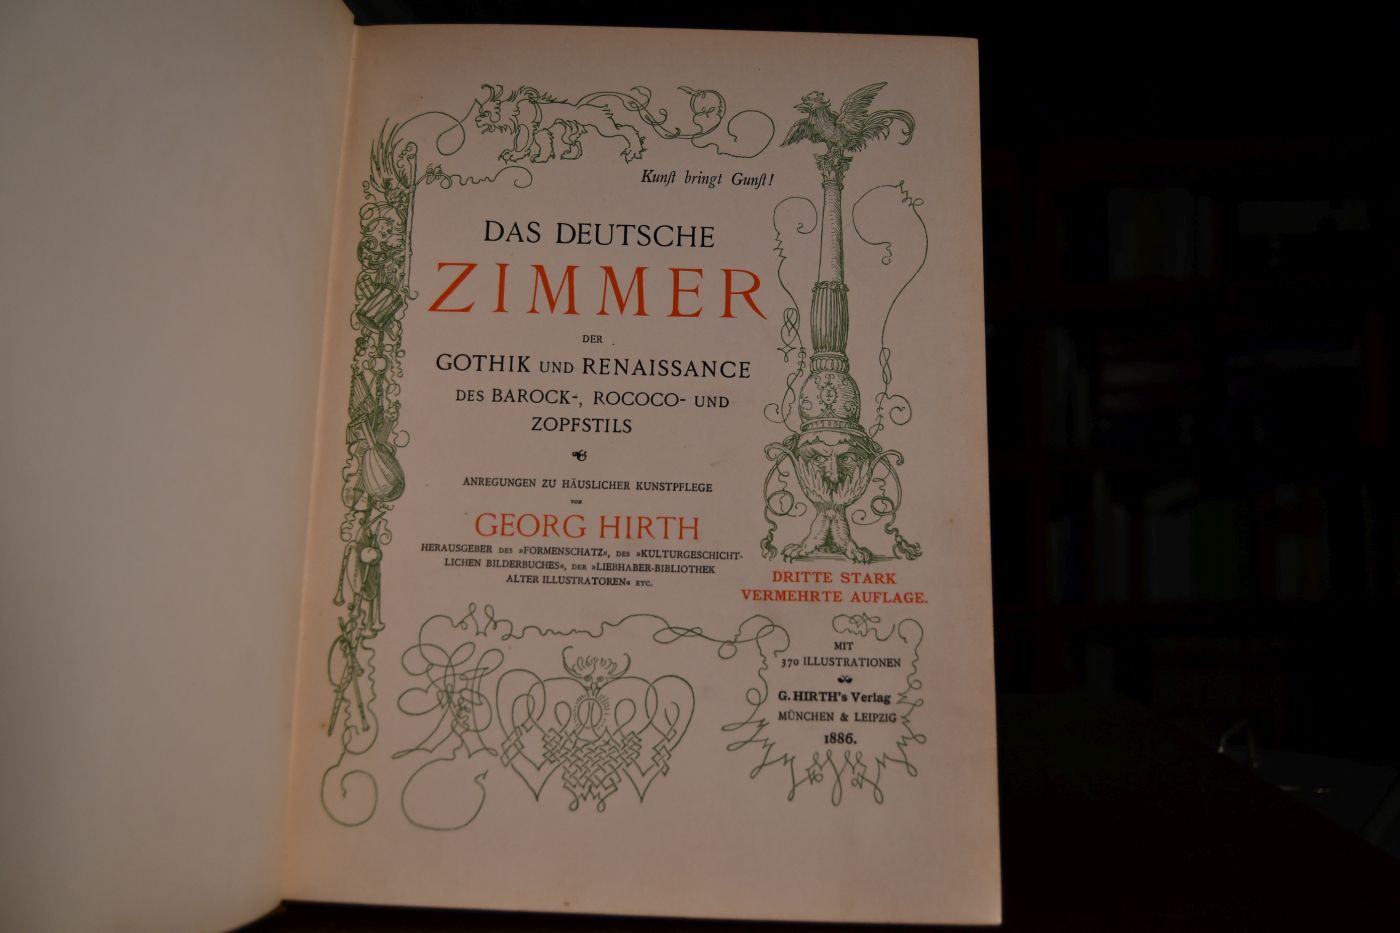 Kunſt bringt Gunſt!
DAS DEUTSCHE
ZIMMER
DER
GOTHIK UND RENAISSANCE
DES BAROCK-, ROCOCO- UND
ZOPFSTILS
ANREGUNGEN ZU HÄUSLICHER KUNSTPFLEGE
VON
GEORG HIRTH
HERAUSGEBER DES »FORMENSCHATZ«, DES »KULTURGESCHICHT-
LICHEN BILDERBUCHES«, DER »LIEBHABER-BIBLIOTHEK
ALTER ILLUSTRATOREN« ETC.
DRITTE STARK
VERMEHRTE AUFLAGE.
MIT
370 ILLUSTRATIONEN
G. HIRTH's Verlag
MÜNCHEN & LEIPZIG
1886.